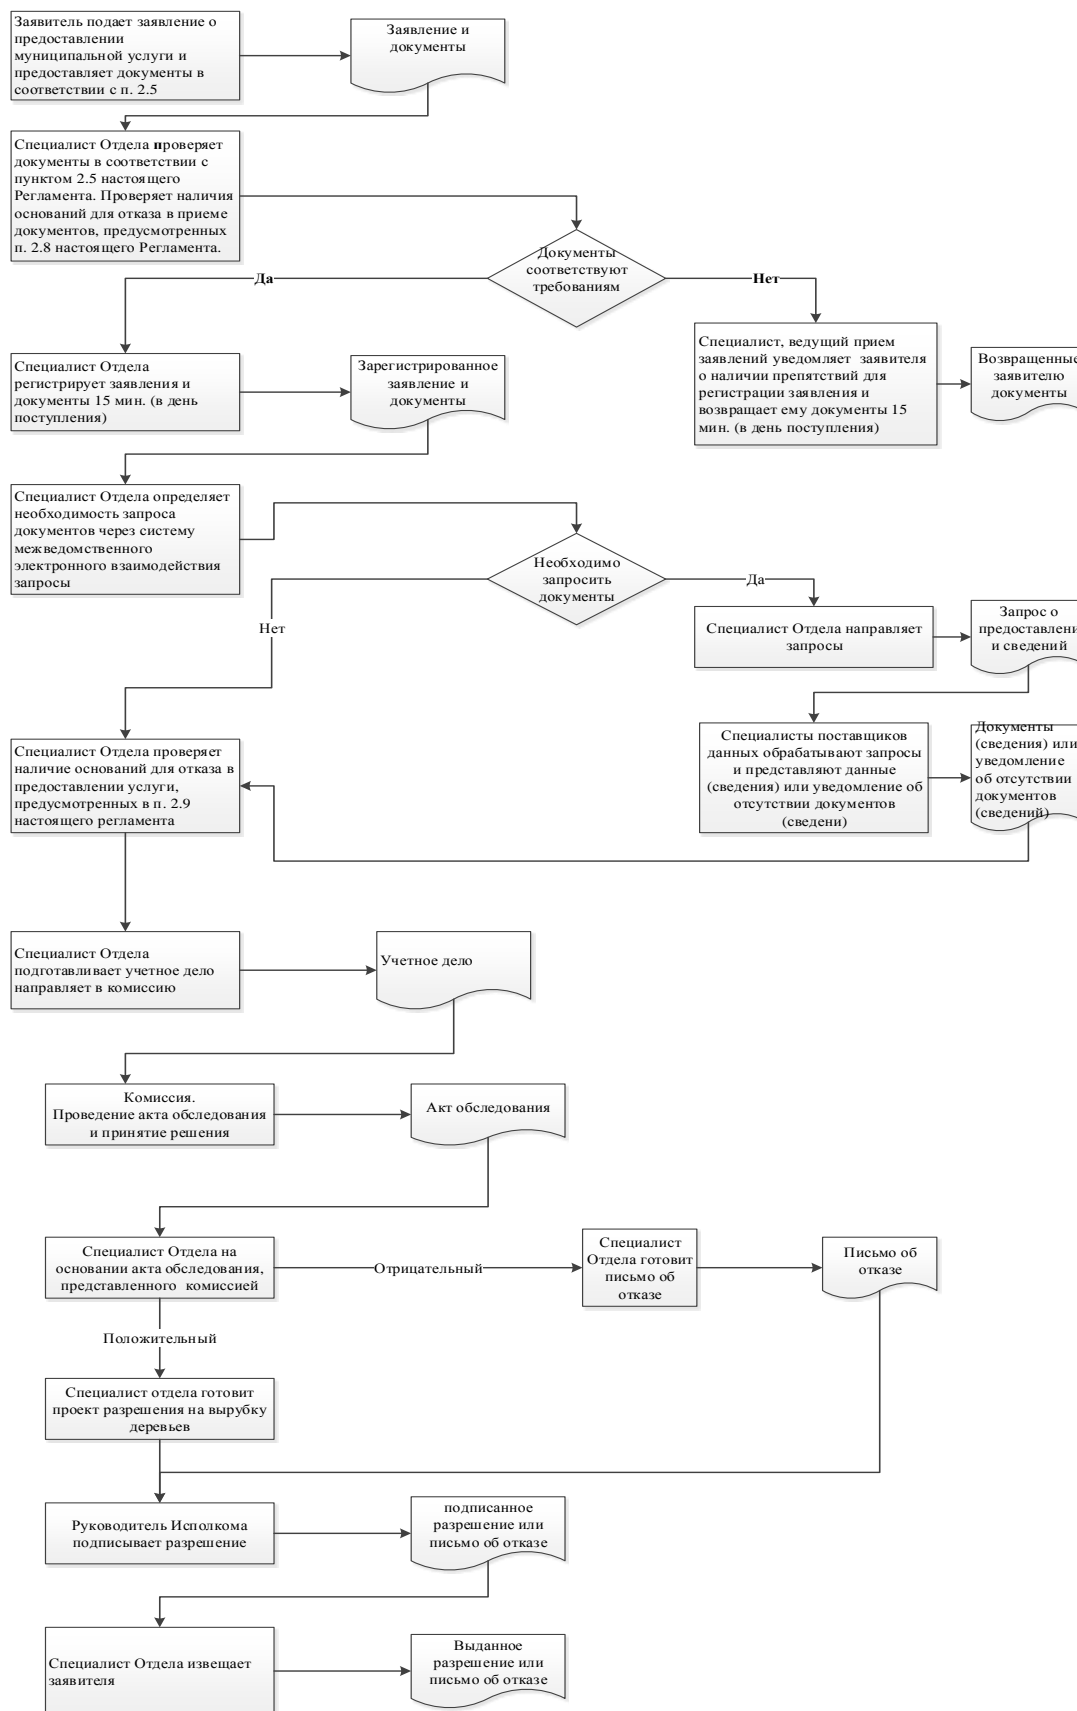 Заявитель подает заявление о
предоставлении
муниципальной услуги и
предоставляет документы в
соответствии с п. 2.5
Заявление и
документы
Специалист Отдела проверяет
документы в соответствии с
пунктом 2.5 настоящего
Регламента. Проверяет наличия
оснований для отказа в приеме
документов, предусмотренных
п. 2.8 настоящего Регламента.
Документы
соответствуют
требованиям
Да
Нет
Специалист Отдела
регистрирует заявления и
документы 15 мин. (в день
поступления)
Зарегистрированное
заявление и
документы
Специалист, ведущий прием
заявлений уведомляет заявителя
о наличии препятствий для
регистрации заявления и
возвращает ему документы 15
мин. (в день поступления)
Возвращенные
заявителю
документы
Специалист Отдела определяет
необходимость запроса
документов через систему
межведомственного
электронного взаимодействия
запросы
Необходимо
запросить
документы
Да
Нет
Специалист Отдела направляет
запросы
Запрос о
предоставлени
и сведений
Специалист Отдела проверяет
наличие оснований для отказа в
предоставлении услуги,
предусмотренных в п. 2.9
настоящего регламента
Специалисты поставщиков
данных обрабатывают запросы
и представляют данные
(сведения) или уведомление об
отсутствии документов
(сведени)
Документы
(сведения) или
уведомление
об отсутствии
документов
(сведений)
Специалист Отдела
подготавливает учетное дело
направляет в комиссию
Учетное дело
Комиссия.
Проведение акта обследования
и принятие решения
Акт обследования
Специалист Отдела на
основании акта обследования,
представленного комиссией
Отрицательный
Специалист
Отдела готовит
письмо об
отказе
Письмо об
отказе
Положительный
Специалист отдела готовит
проект разрешения на вырубку
деревьев
Руководитель Исполкома
подписывает разрешение
подписанное
разрешение или
письмо об отказе
Специалист Отдела извещает
заявителя
Выданное
разрешение или
письмо об отказе